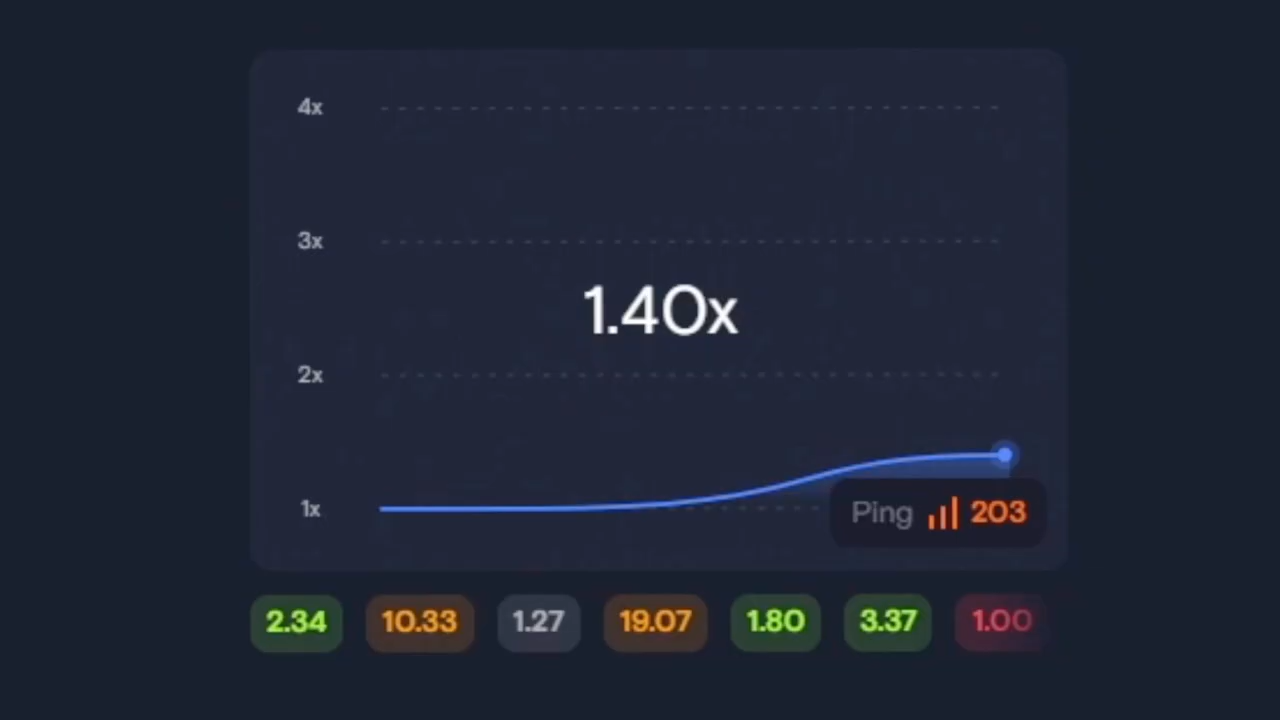 4x
3x
1.40x
2x
1x
Ping 203
2.34 10.33 1.27 19.07 1.80 3.37 1.00